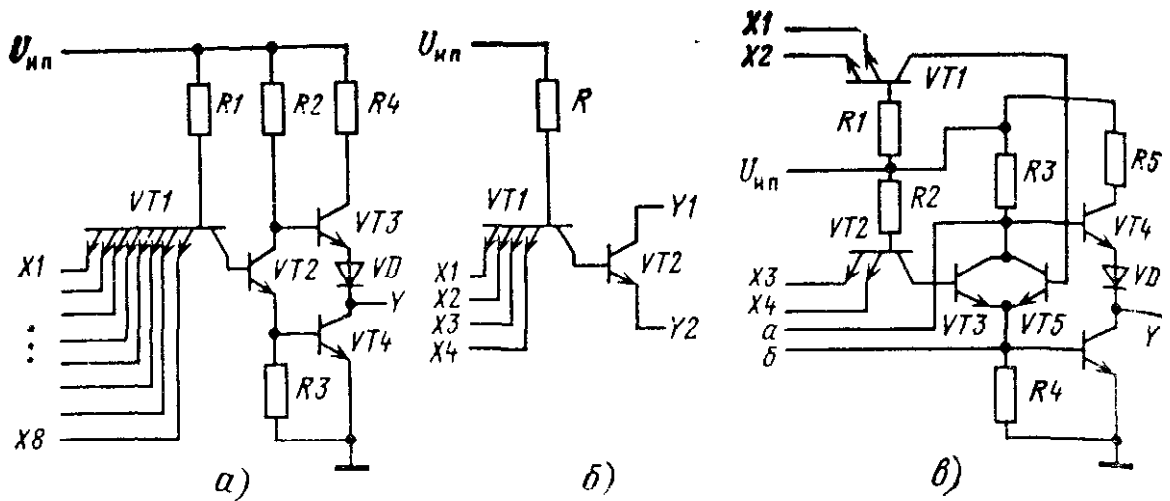 Uип
R1
R2
R4
VT1
VT3
X1
VT2
VD
Y
VT4
R3
X8
а)
Uип
R
VT1
Y1
X1
VT2
X2
X3
Y2
X4
б)
X1
X2
VT1
R1
R5
Uип
R3
R2
VT2
VT4
X3
VD
X4
а
VT3
VT5
Y
б
R4
в)